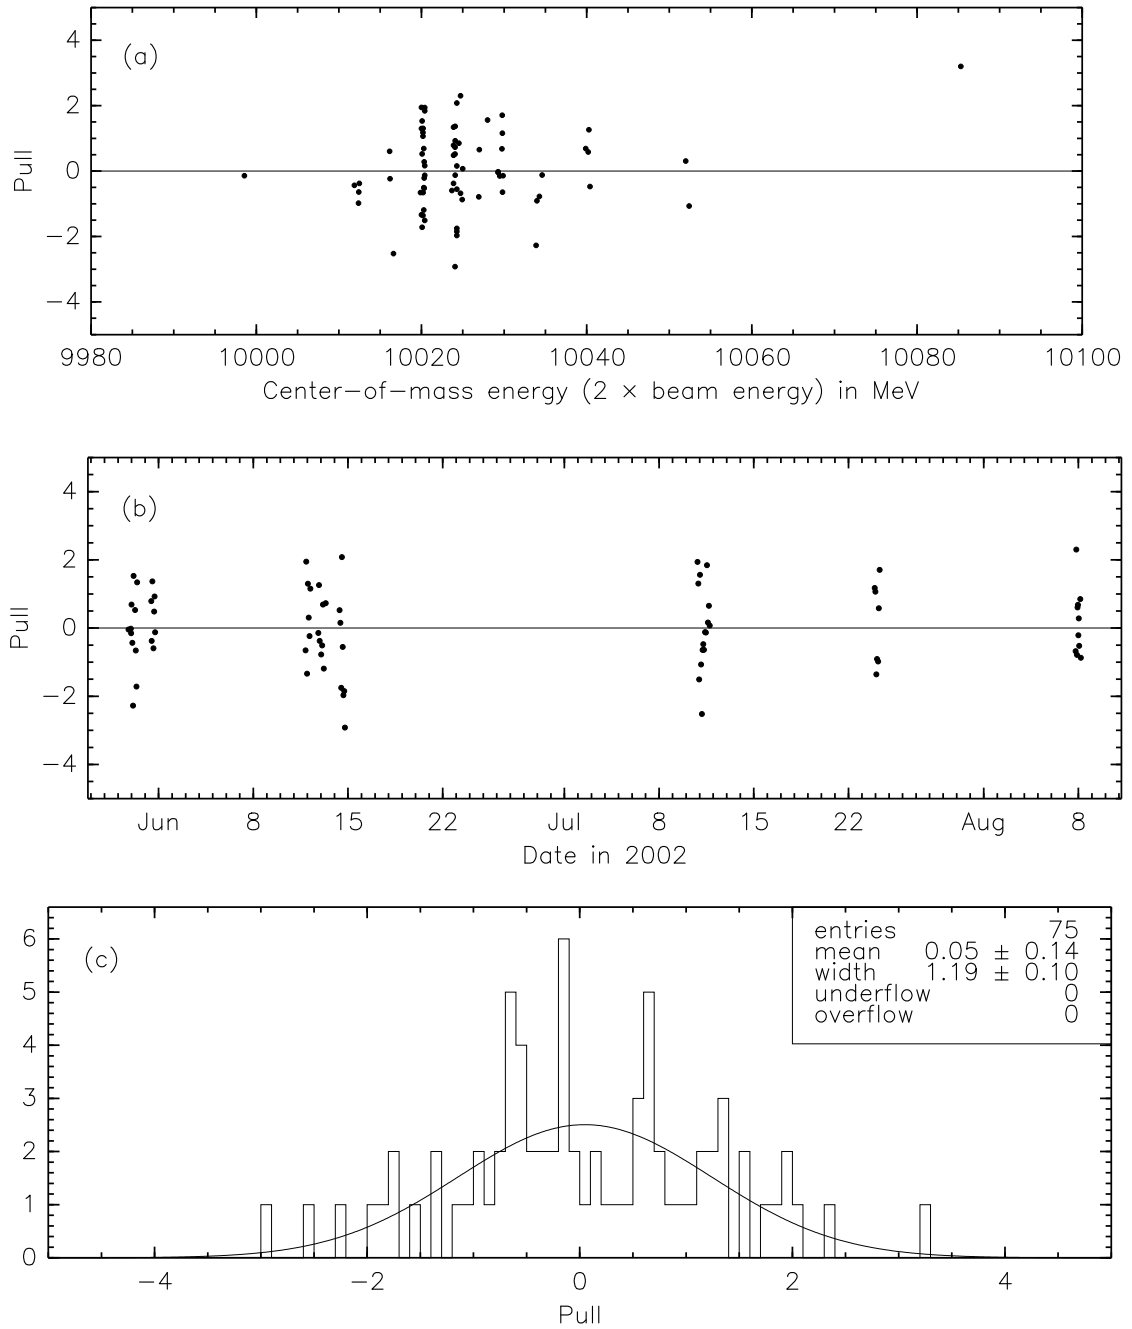 4
2
0
−2
−4
Pull
(a)
9980 10000 10020 10040 10060 10080 10100
Center−of−mass energy (2 × beam energy) in MeV
4
2
0
−2
−4
Pull
(b)
Jun 8 15 22 Jul 8 15 22 Aug 8
Date in 2002
6
5
4
3
2
1
0
(c)
entries 75
mean 0.05 ± 0.14
width 1.19 ± 0.10
underflow 0
overflow 0
−4 −2 0 2 4
Pull